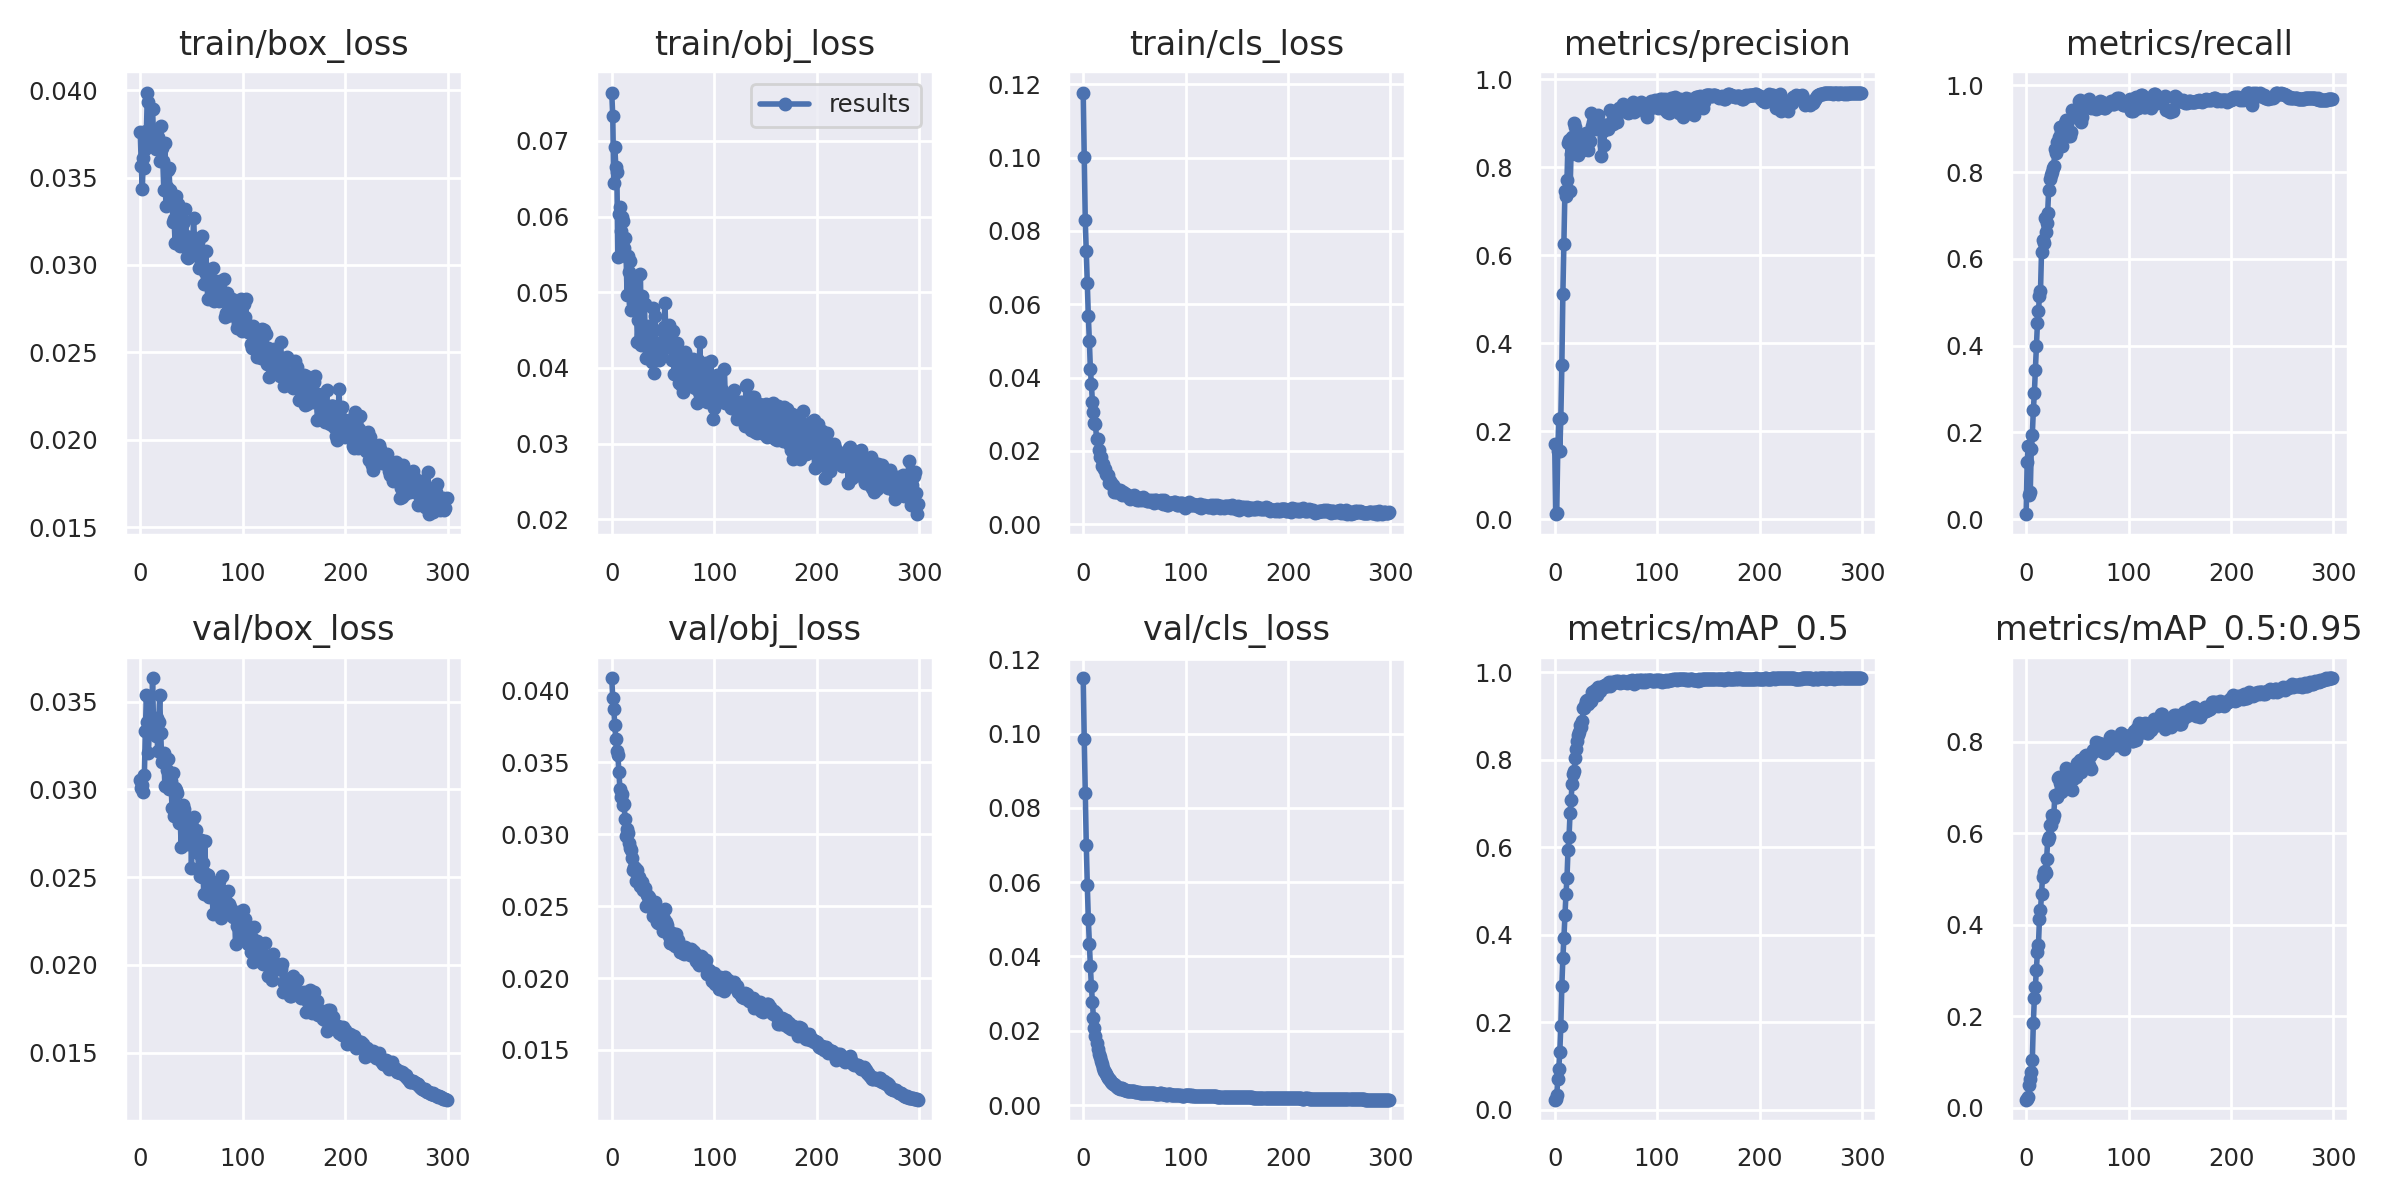 train/box_loss
0.040
0.035
0.030
0.025
0.020
0.015
0 100 200 300
train/obj_loss
results
0.07
0.06
0.05
0.04
0.03
0.02
0 100 200 300
train/cls_loss
0.12
0.10
0.08
0.06
0.04
0.02
0.00
0 100 200 300
metrics/precision
1.0
0.8
0.6
0.4
0.2
0.0
0 100 200 300
metrics/recall
1.0
0.8
0.6
0.4
0.2
0.0
0 100 200 300
val/box_loss
0.035
0.030
0.025
0.020
0.015
0 100 200 300
val/obj_loss
0.040
0.035
0.030
0.025
0.020
0.015
0 100 200 300
val/cls_loss
0.12
0.10
0.08
0.06
0.04
0.02
0.00
0 100 200 300
metrics/mAP_0.5
1.0
0.8
0.6
0.4
0.2
0.0
0 100 200 300
metrics/mAP_0.5:0.95
0.8
0.6
0.4
0.2
0.0
0 100 200 300